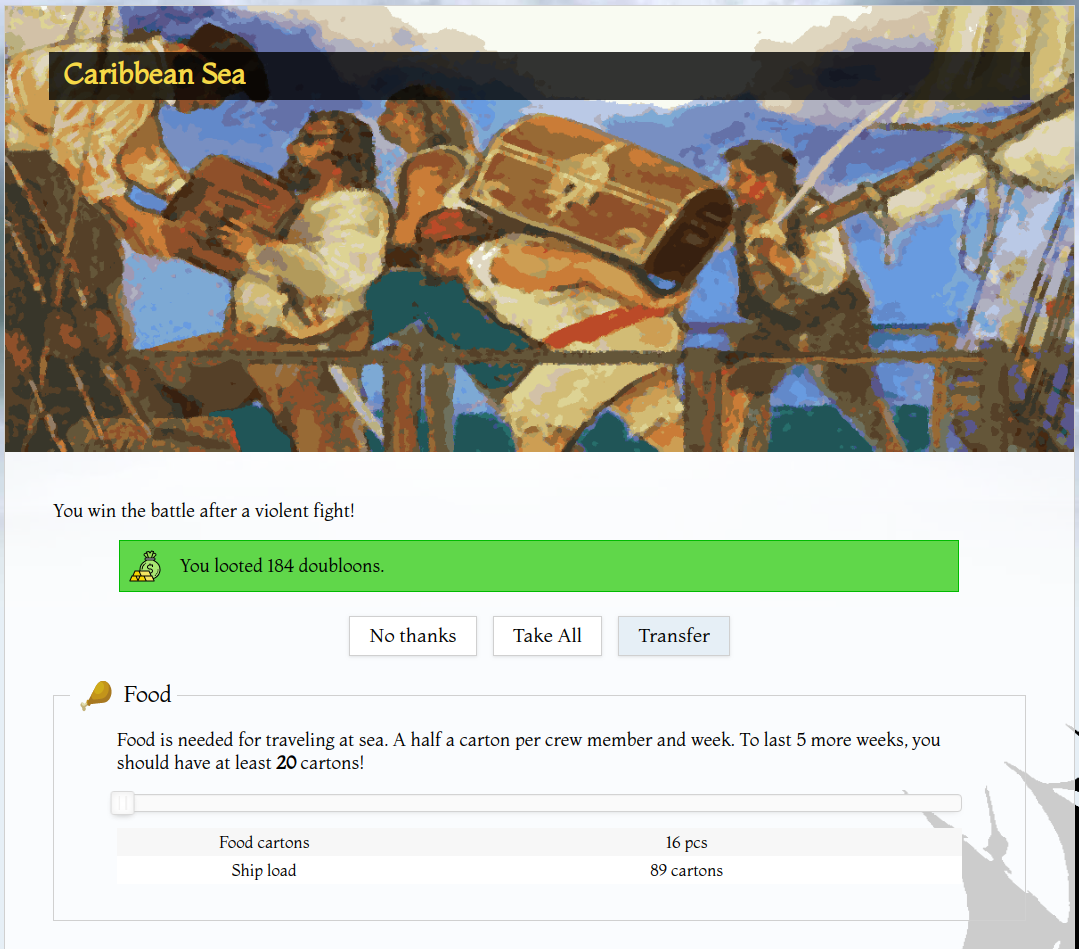 Caribbean Sea
You win the battle after a violent fight!
You looted 184 doubloons.
No thanks
Take All
Transfer
Food
Food is needed for traveling at sea. A half a carton per crew member and week. To last 5 more weeks, you
should have at least 20 cartons!
Food cartons 16 pcs
Ship load 89 cartons